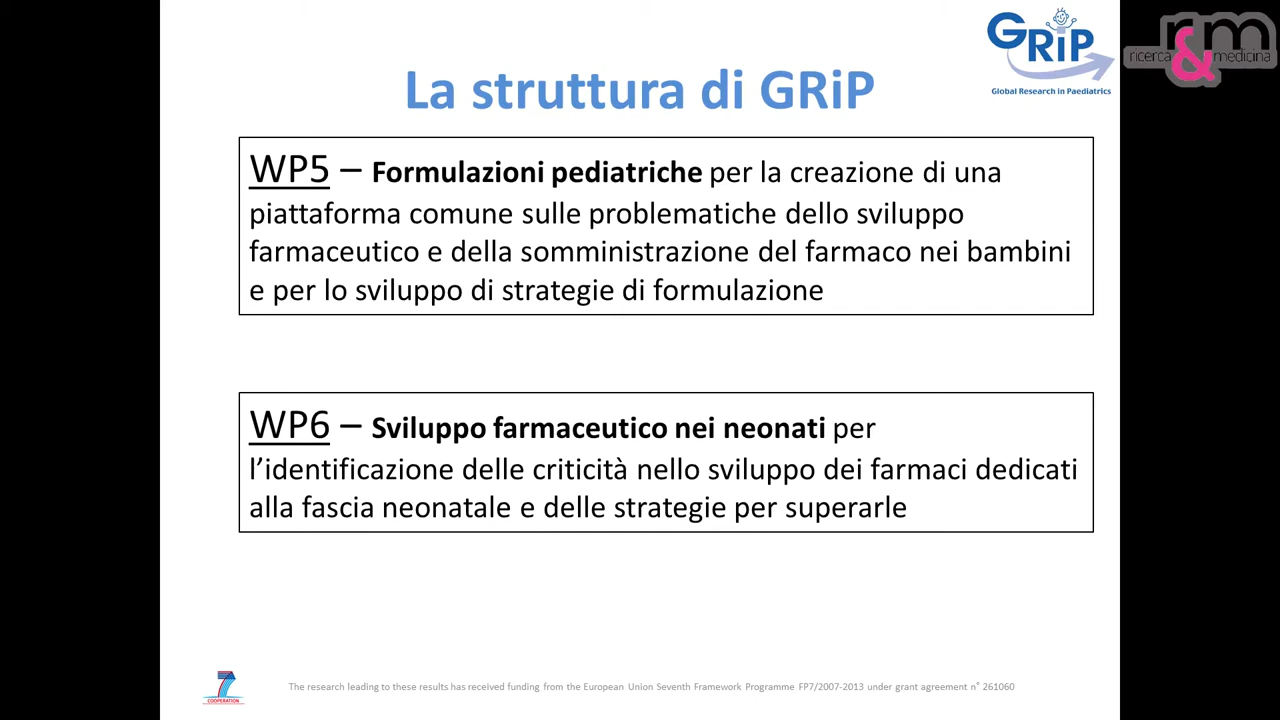 GRiP
Global Research in Paediatrics
r&m
ricerca & medicina
La struttura di GRiP
WP5 – Formulazioni pediatriche per la creazione di una
piattaforma comune sulle problematiche dello sviluppo
farmaceutico e della somministrazione del farmaco nei bambini
e per lo sviluppo di strategie di formulazione
WP6 – Sviluppo farmaceutico nei neonati per
l’identificazione delle criticità nello sviluppo dei farmaci dedicati
alla fascia neonatale e delle strategie per superarle
7
COOPERATION
The research leading to these results has received funding from the European Union Seventh Framework Programme FP7/2007-2013 under grant agreement n° 261060